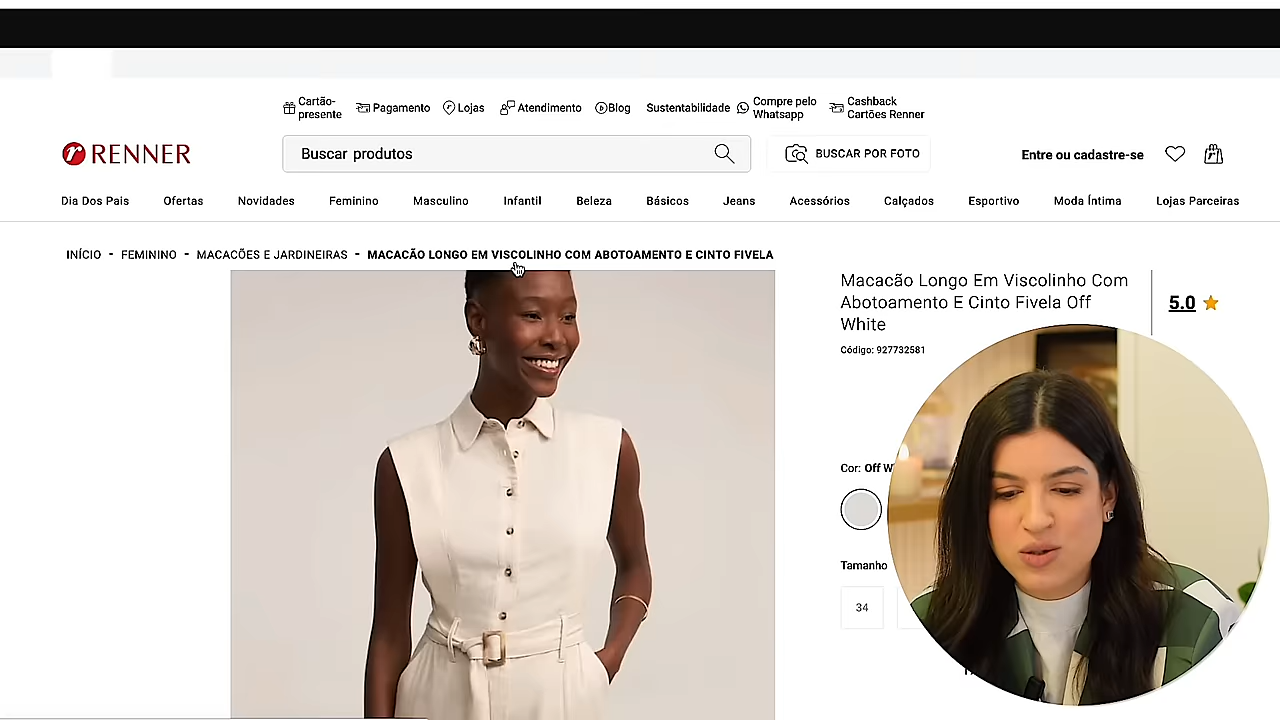 Cartão-
presente
Pagamento
Lojas
Atendimento
Blog
Sustentabilidade
Compre pelo
Whatsapp
Cashback
Cartões Renner
RENNER
Buscar produtos
BUSCAR POR FOTO
Entre ou cadastre-se
Dia Dos Pais
Ofertas
Novidades
Feminino
Masculino
Infantil
Beleza
Básicos
Jeans
Acessórios
Calçados
Esportivo
Moda Íntima
Lojas Parceiras
INÍCIO - FEMININO - MACACÕES E JARDINEIRAS - MACACÃO LONGO EM VISCOLINHO COM ABOTOAMENTO E CINTO FIVELA
Macacão Longo Em Viscolinho Com
Abotoamento E Cinto Fivela Off
White
5.0
Código: 927732581
Cor: Off W
Tamanho
34